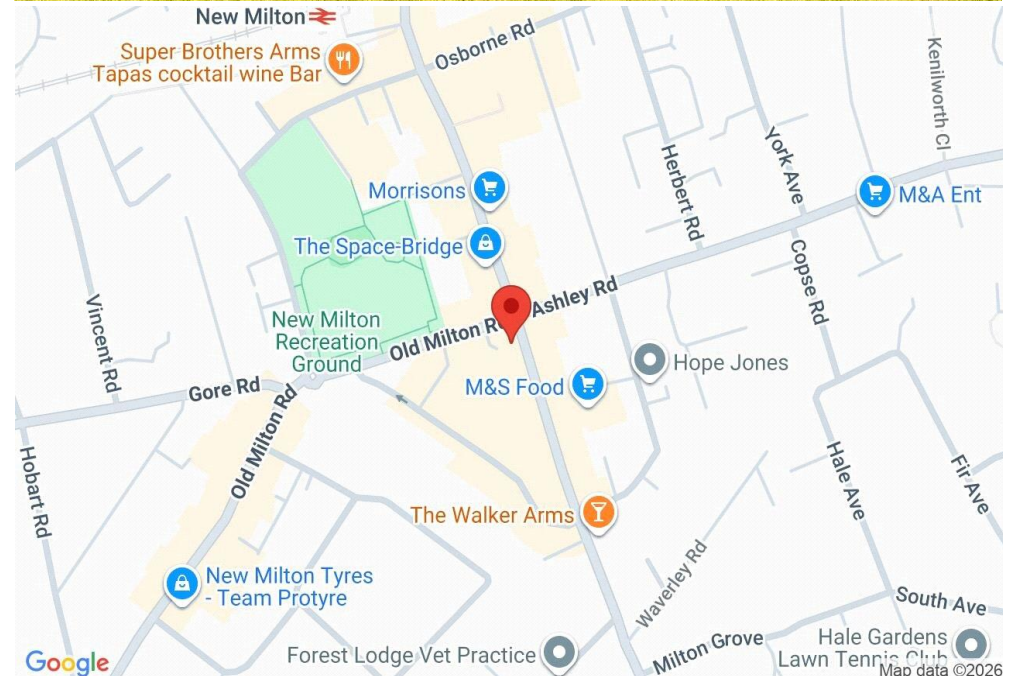 New Milton
Osborne Rd
Super Brothers Arms
Tapas cocktail wine Bar
Kenilworth Cl
York Ave
Herbert Rd
Morrisons
M&A Ent
The Space-Bridge
Copse Rd
Ashley Rd
Vincent Rd
New Milton
Recreation
Ground
Old Milton R
Hope Jones
M&S Food
Gore Rd
Old Milton Rd
Hobart Rd
Hale Ave
Fir Ave
The Walker Arms
New Milton Tyres
- Team Protyre
Waverley Rd
South Ave
Milton Grove
Hale Gardens
Lawn Tennis Club
Forest Lodge Vet Practice
Google
Map data ©2026